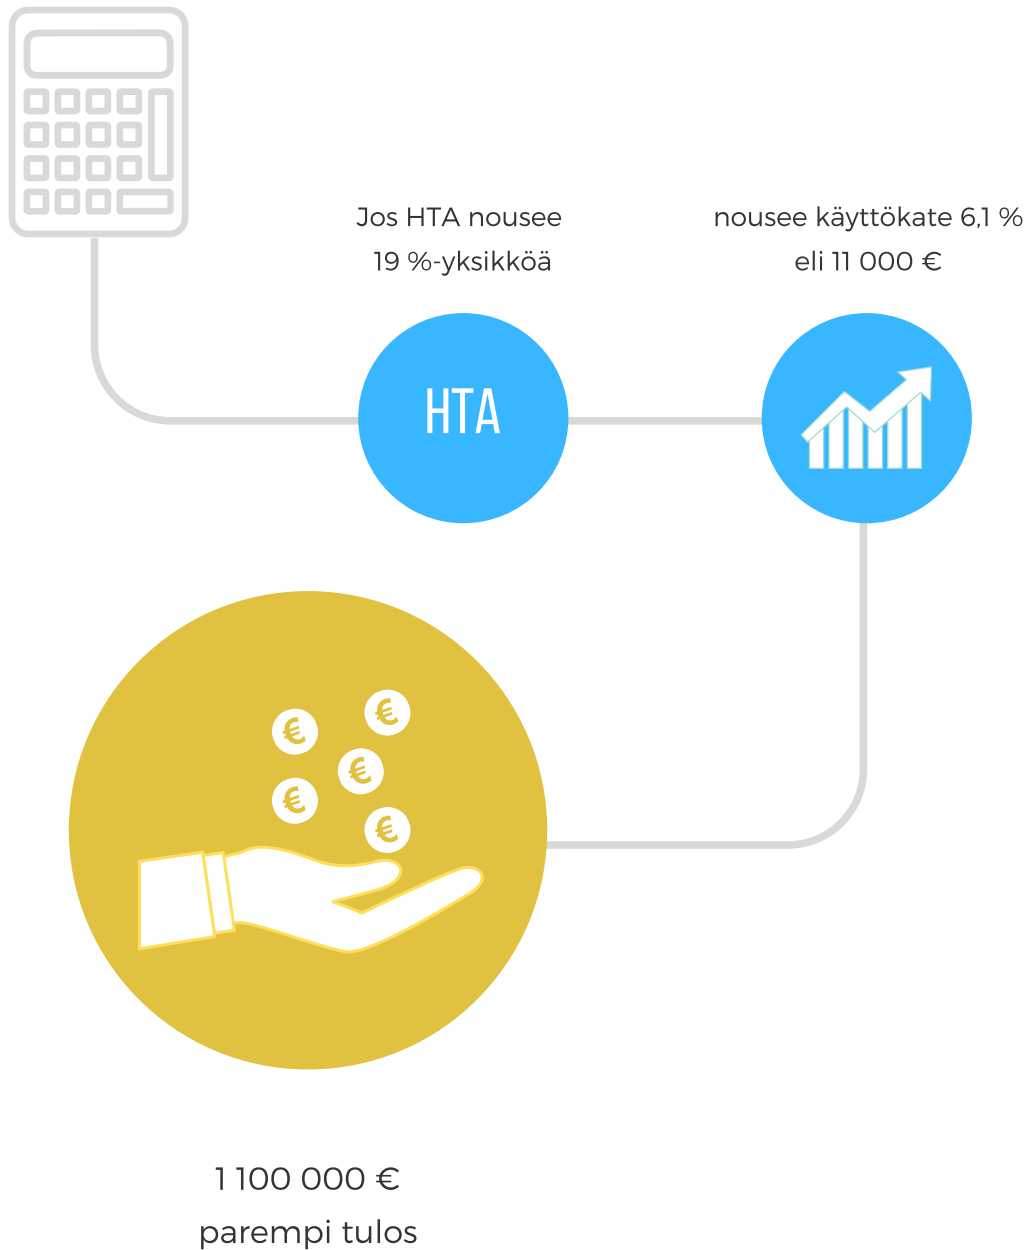 Jos HTA nousee
19 %-yksikköä
nousee käyttökate 6,1 %
eli 11 000 €
HTA
€
€
€
€
€
1 100 000 €
parempi tulos